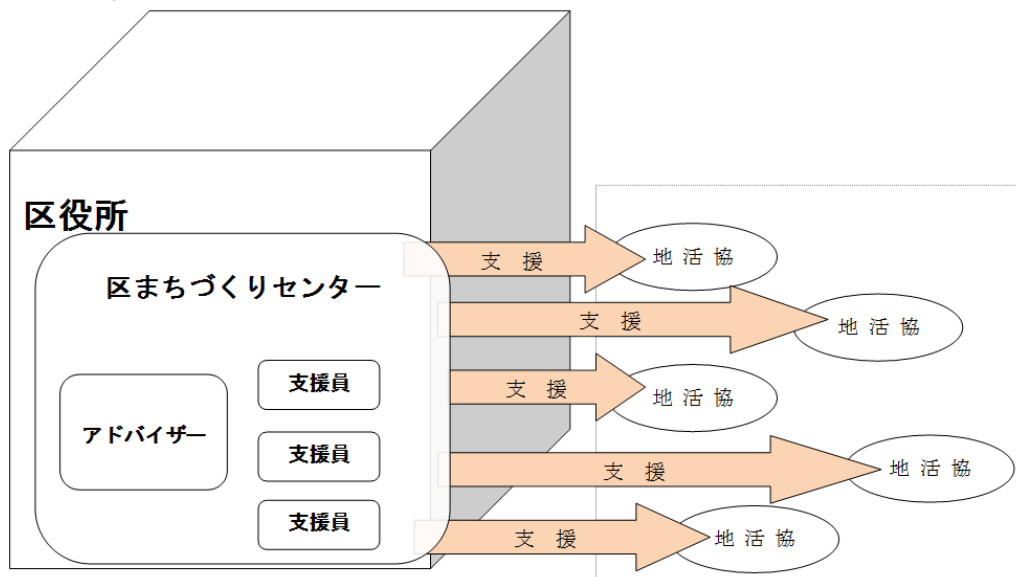 区役所
区まちづくりセンター
アドバイザー
支援員
支援員
支援員
支 援
地 活 協
支 援
地 活 協
支 援
地 活 協
支 援
地 活 協
支 援
地 活 協